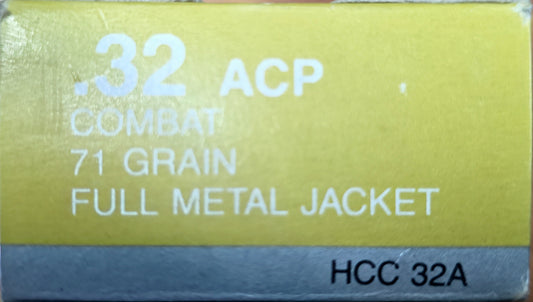 .32 ACP
COMBAT
71 GRAIN
FULL METAL JACKET
HCC 32A